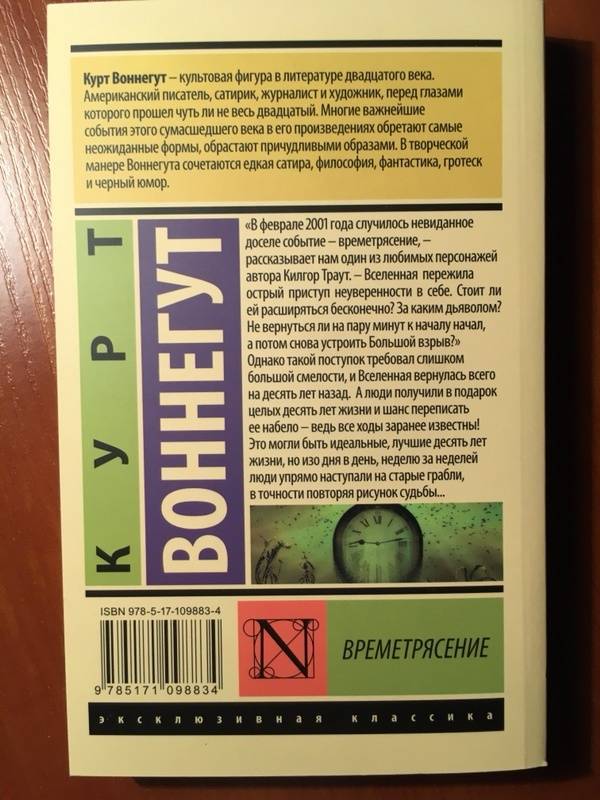 Курт Воннегут – культовая фигура в литературе двадцатого века.
Американский писатель, сатирик, журналист и художник, перед глазами
которого прошел чуть ли не весь двадцатый. Многие важнейшие
события этого сумасшедшего века в его произведениях обретают самые
неожиданные формы, обрастают причудливыми образами. В творческой
манере Воннегута сочетаются едкая сатира, философия, фантастика, гротеск
и черный юмор.
КУРТ
ВОННЕГУТ
«В феврале 2001 года случилось невиданное
доселе событие – времетрясение, –
рассказывает нам один из любимых персонажей
автора Килгор Траут. – Вселенная пережила
острый приступ неуверенности в себе. Стоит ли
ей расширяться бесконечно? За каким дьяволом?
Не вернуться ли на пару минут к началу начал,
а потом снова устроить Большой взрыв?»
Однако такой поступок требовал слишком
большой смелости, и Вселенная вернулась всего
на десять лет назад. А люди получили в подарок
целых десять лет жизни и шанс переписать
ее набело – ведь все ходы заранее известны!
Это могли быть идеальные, лучшие десять лет
жизни, но изо дня в день, неделю за неделей
люди упрямо наступали на старые грабли,
в точности повторяя рисунок судьбы...
ISBN 978-5-17-109883-4
9 785171 098834
N
ВРЕМЕТРЯСЕНИЕ
эксклюзивная классика